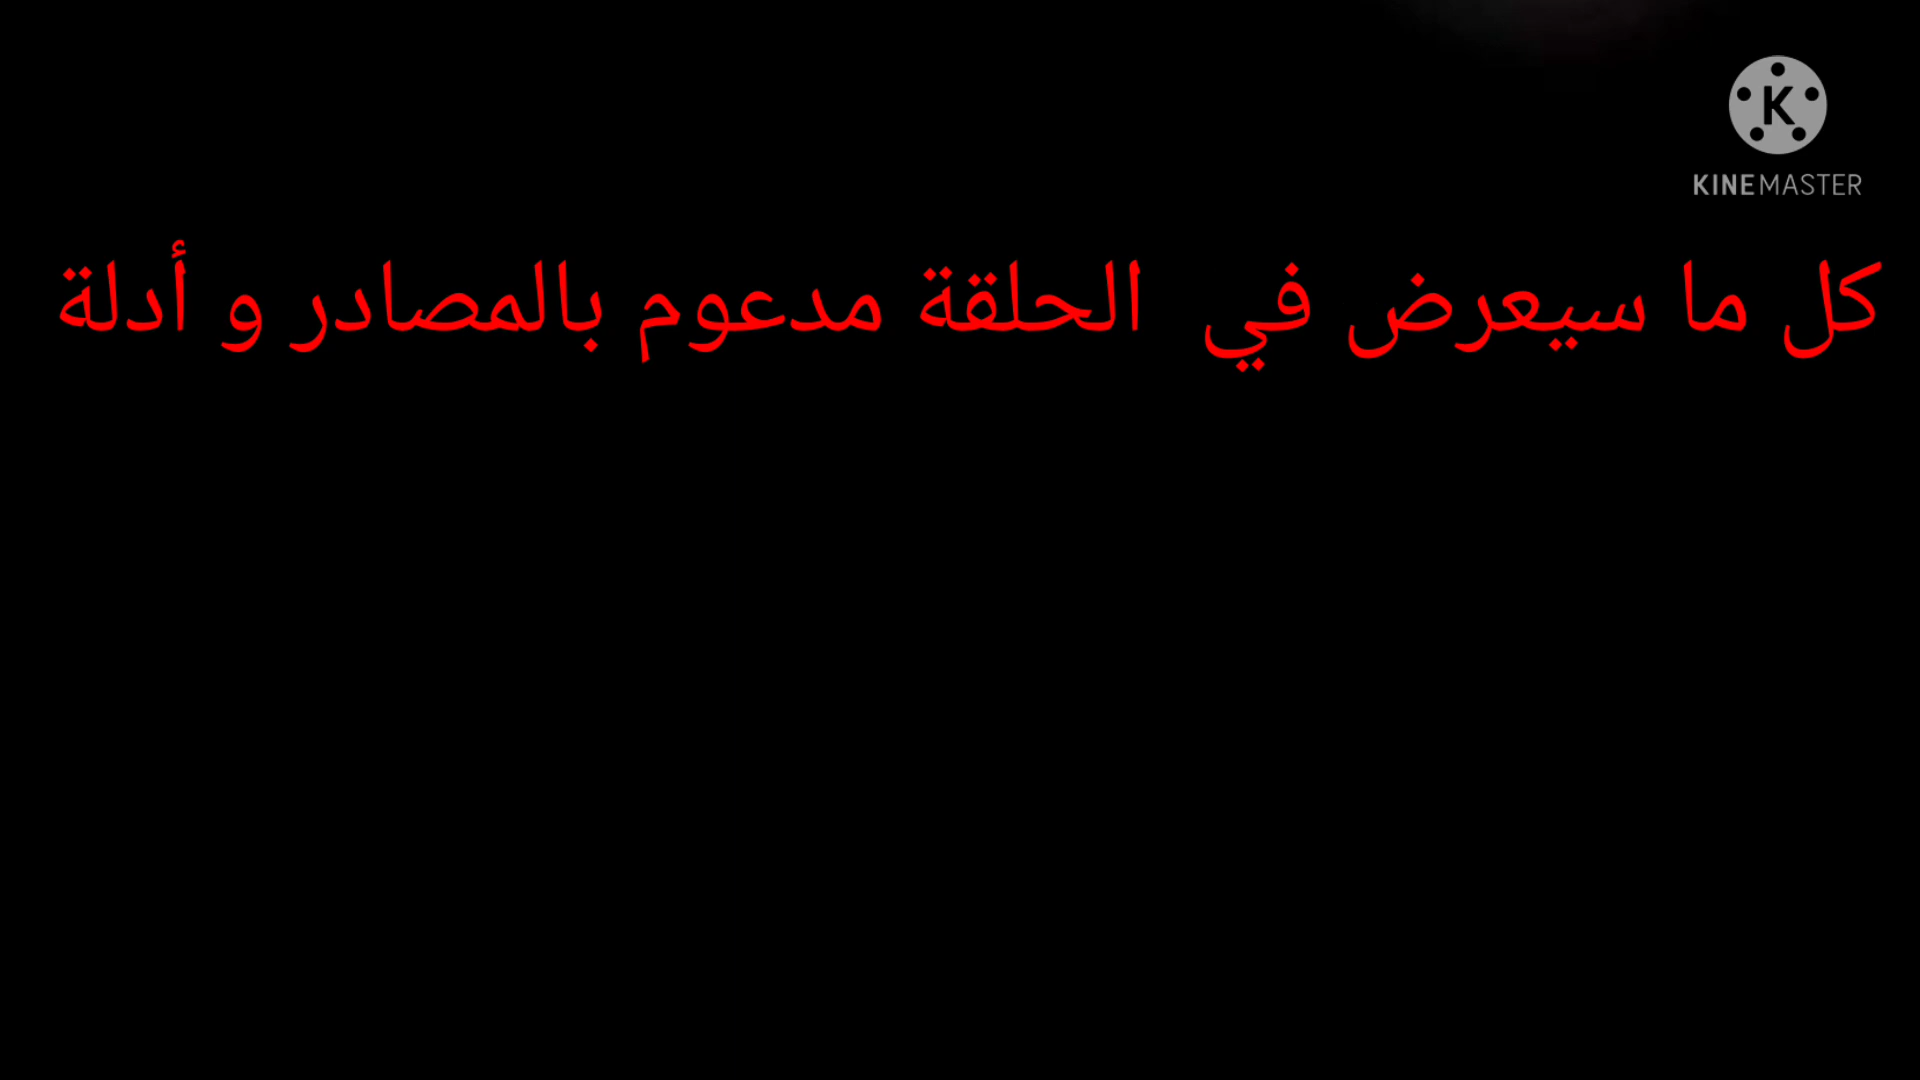 K
KINEMASTER
كل ما سيعرض في الحلقة مدعوم بالمصادر و أدلة